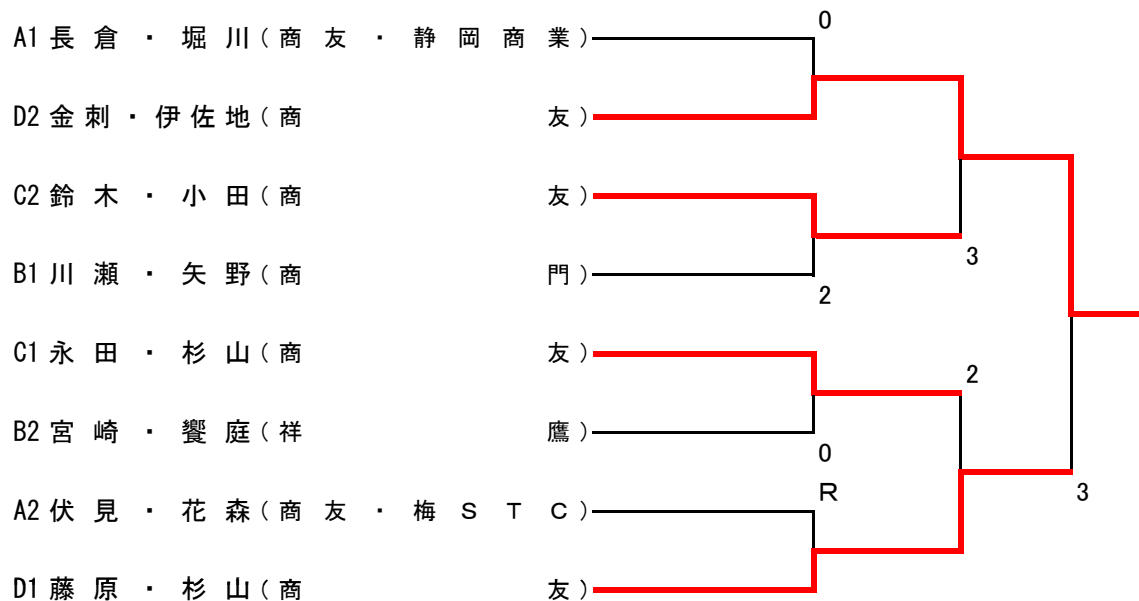 0
A1 長倉・堀川(商友・静岡商業)
D2 金刺・伊佐地(商友)
C2 鈴木・小田(商友)
3
B1 川瀬・矢野(商門)
2
C1 永田・杉山(商友)
2
B2 宮崎・饗庭(祥鷹)
0
R
3
A2 伏見・花森(商友・梅STC)
D1 藤原・杉山(商友)